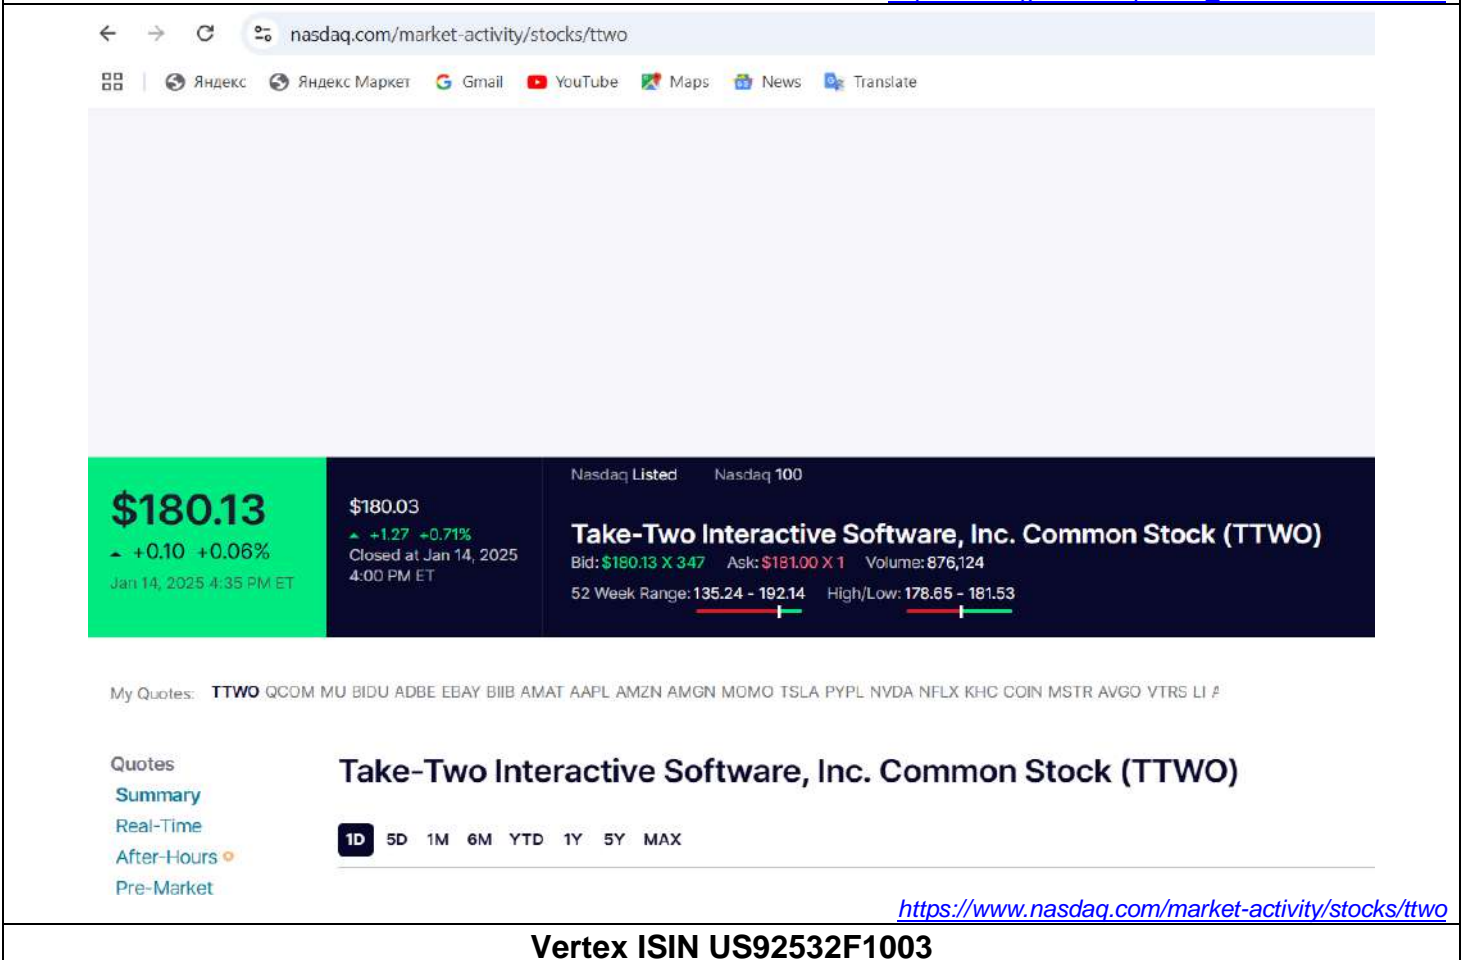 nasdaq.com/market-activity/stocks/ttwo
Яндекс Яндекс Маркет Gmail YouTube Maps News Translate
Nasdaq Listed Nasdaq 100
$180.13
+0.10 +0.06%
Jan 14, 2025 4:35 PM ET
$180.03
+1.27 +0.71%
Closed at Jan 14, 2025
4:00 PM ET
Take-Two Interactive Software, Inc. Common Stock (TTWO)
Bid: $180.13 X 347 Ask: $181.00 X 1 Volume: 876,124
52 Week Range: 135.24 - 192.14 High/Low: 178.65 - 181.53
My Quotes: TTWO QCOM MU BIDU ADBE EBAY BIIB AMAT AAPL AMZN AMGN MOMO TSLA PYPL NVDA NFLX KHC COIN MSTR AVGO VTRS LI
Quotes
Summary
Real-Time
After-Hours
Pre-Market
Take-Two Interactive Software, Inc. Common Stock (TTWO)
1D 5D 1M 6M YTD 1Y 5Y MAX
https://www.nasdaq.com/market-activity/stocks/ttwo
Vertex ISIN US92532F1003